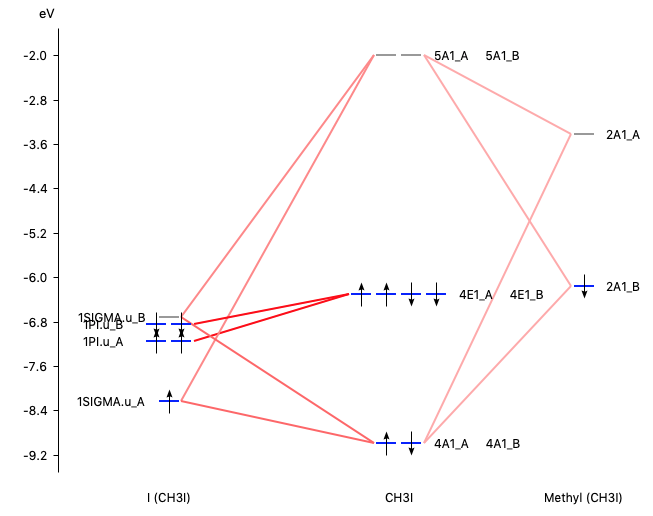 eV
-2.0
5A1_A 5A1_B
-2.8
2A1_A
-3.6
-4.4
-5.2
-6.0
2A1_B
4E1_A 4E1_B
1SIGMA.u_B
-6.8
1PI.u_B
1PI.u_A
-7.6
1SIGMA.u_A
-8.4
4A1_A 4A1_B
-9.2
I (CH3I) CH3I Methyl (CH3I)